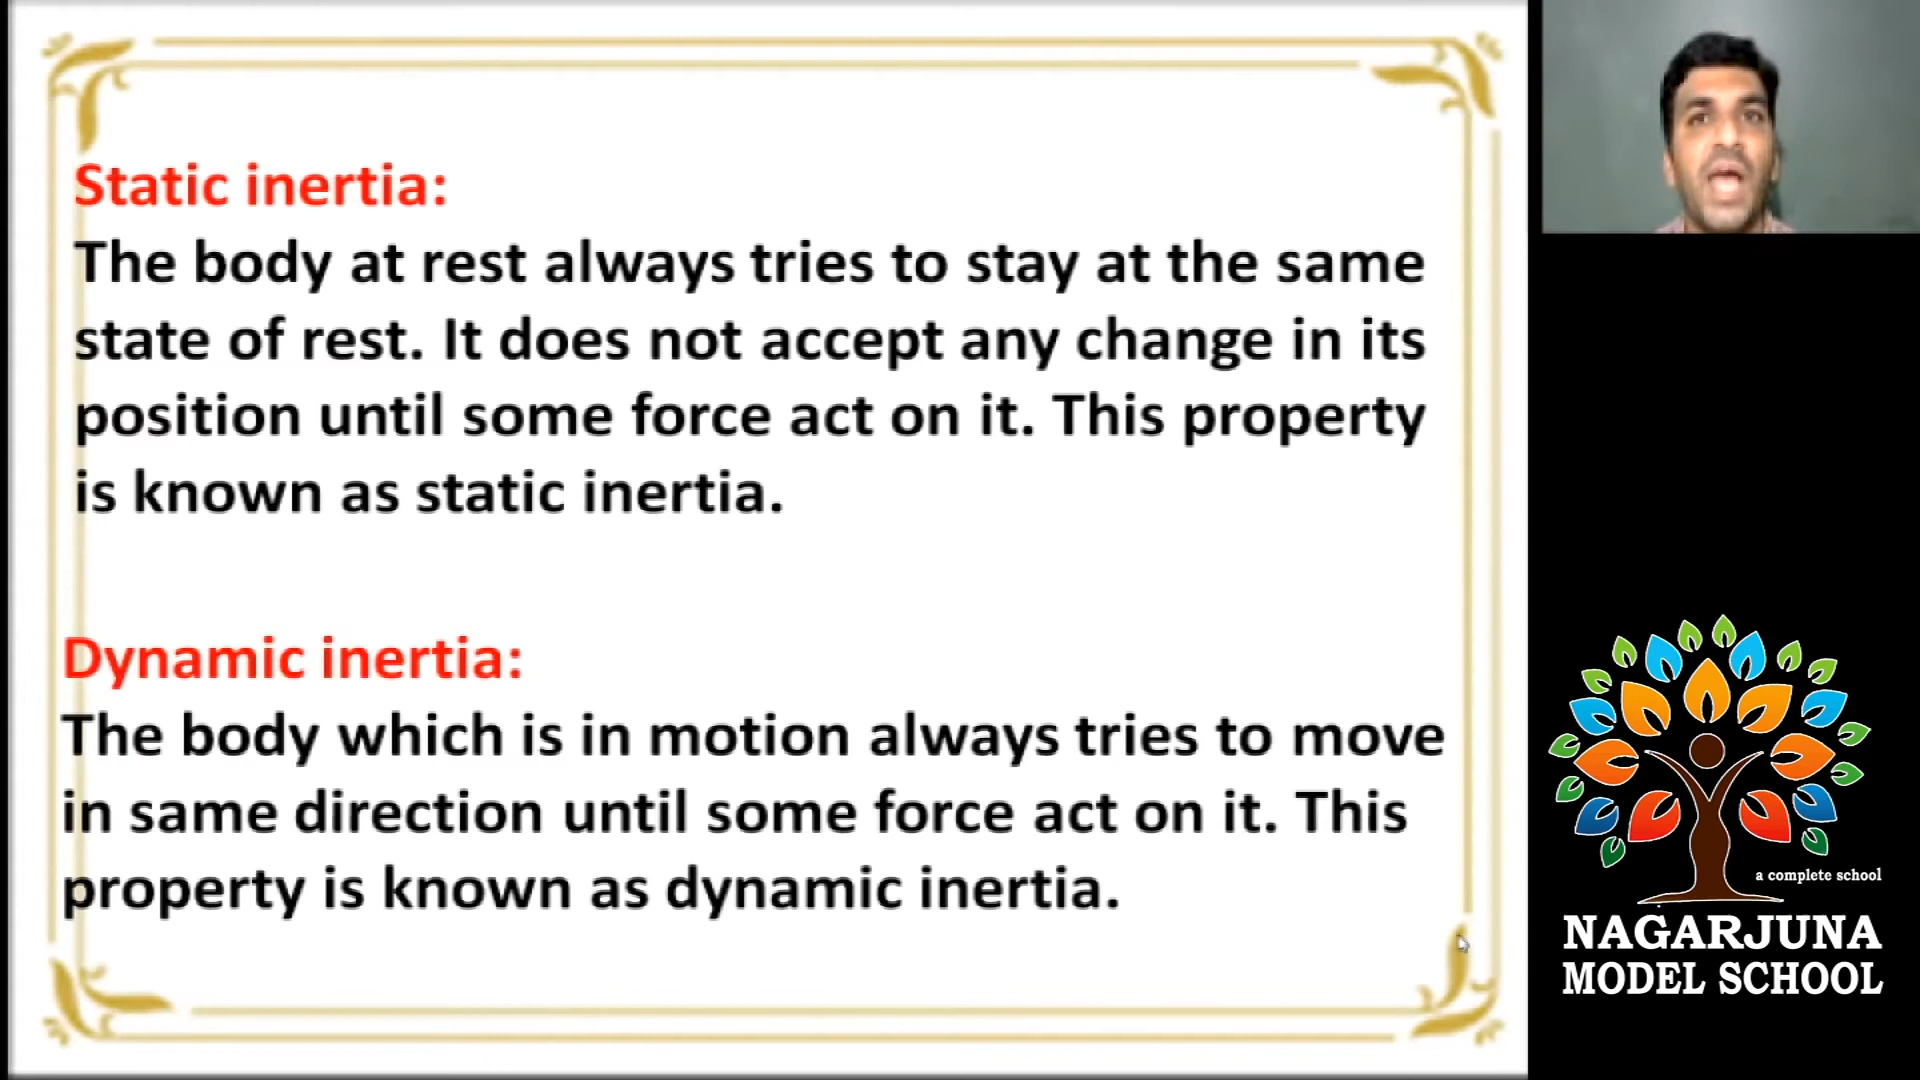 Static inertia:
The body at rest always tries to stay at the same
state of rest. It does not accept any change in its
position until some force act on it. This property
is known as static inertia.
Dynamic inertia:
The body which is in motion always tries to move
in same direction until some force act on it. This
property is known as dynamic inertia.
a complete school
NAGARJUNA
MODEL SCHOOL